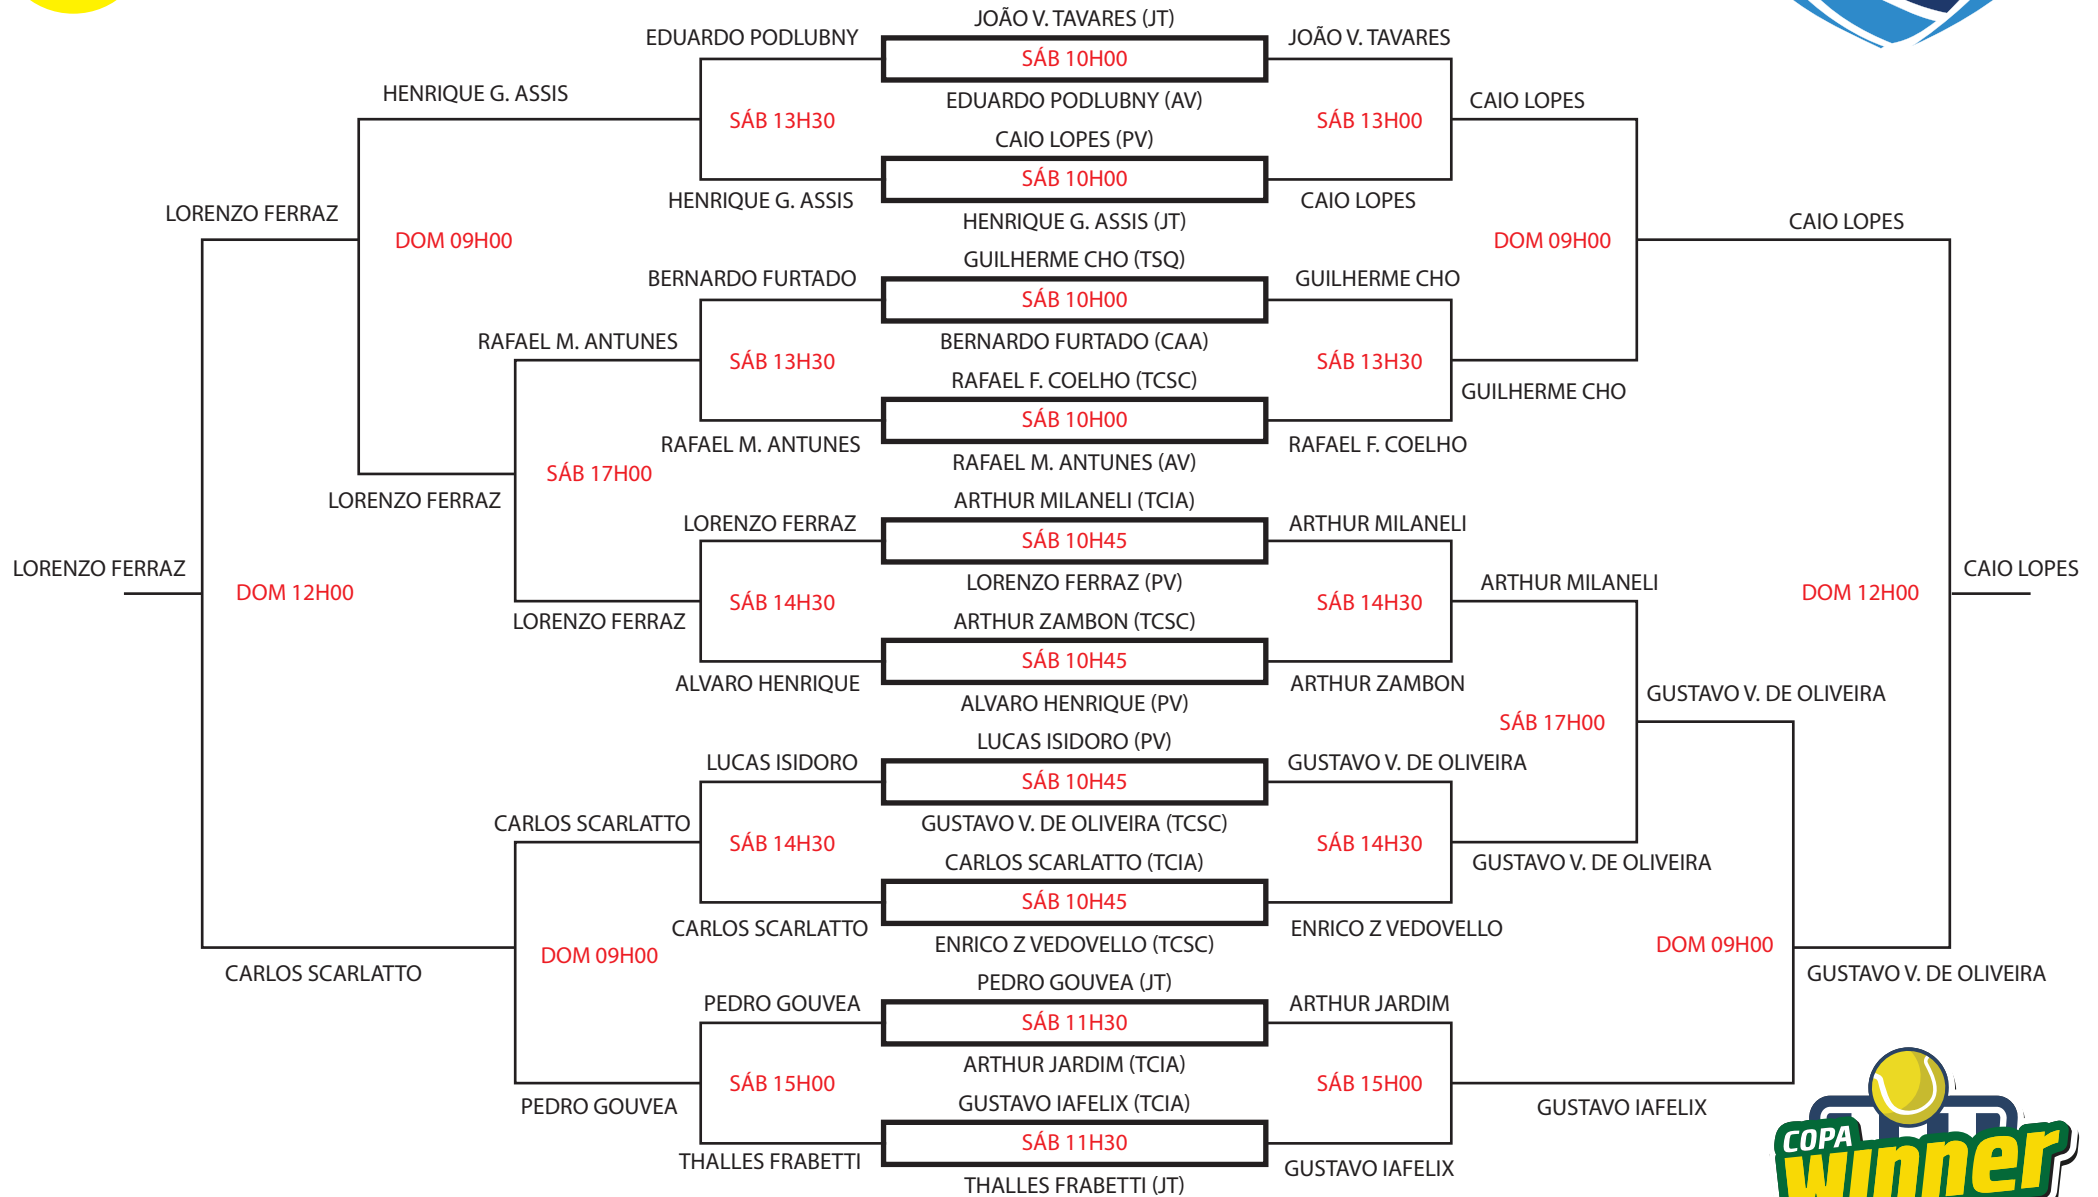 JOÃO V. TAVARES (JT)
EDUARDO PODLUBNY
SÁB 10H00
JOÃO V. TAVARES
HENRIQUE G. ASSIS
EDUARDO PODLUBNY (AV)
CAIO LOPES
SÁB 13H30
SÁB 13H00
CAIO LOPES (PV)
SÁB 10H00
HENRIQUE G. ASSIS
CAIO LOPES
LORENZO FERRAZ
HENRIQUE G. ASSIS (JT)
CAIO LOPES
DOM 09H00
DOM 09H00
GUILHERME CHO (TSQ)
BERNARDO FURTADO
GUILHERME CHO
SÁB 10H00
RAFAEL M. ANTUNES
BERNARDO FURTADO (CAA)
SÁB 13H30
SÁB 13H30
RAFAEL F. COELHO (TCSC)
GUILHERME CHO
SÁB 10H00
RAFAEL M. ANTUNES
RAFAEL F. COELHO
RAFAEL M. ANTUNES (AV)
SÁB 17H00
LORENZO FERRAZ
ARTHUR MILANELI (TCIA)
LORENZO FERRAZ
ARTHUR MILANELI
SÁB 10H45
LORENZO FERRAZ
LORENZO FERRAZ (PV)
ARTHUR MILANELI
CAIO LOPES
DOM 12H00
SÁB 14H30
SÁB 14H30
DOM 12H00
LORENZO FERRAZ
ARTHUR ZAMBON (TCSC)
SÁB 10H45
ALVARO HENRIQUE
ARTHUR ZAMBON
GUSTAVO V. DE OLIVEIRA
ALVARO HENRIQUE (PV)
SÁB 17H00
LUCAS ISIDORO (PV)
LUCAS ISIDORO
GUSTAVO V. DE OLIVEIRA
SÁB 10H45
CARLOS SCARLATTO
GUSTAVO V. DE OLIVEIRA (TCSC)
SÁB 14H30
SÁB 14H30
CARLOS SCARLATTO (TCIA)
GUSTAVO V. DE OLIVEIRA
SÁB 10H45
CARLOS SCARLATTO
ENRICO Z VEDOVELLO
ENRICO Z VEDOVELLO (TCSC)
DOM 09H00
DOM 09H00
CARLOS SCARLATTO
GUSTAVO V. DE OLIVEIRA
PEDRO GOUVEA (JT)
PEDRO GOUVEA
ARTHUR JARDIM
SÁB 11H30
ARTHUR JARDIM (TCIA)
SÁB 15H00
SÁB 15H00
PEDRO GOUVEA
GUSTAVO IAFELIX (TCIA)
GUSTAVO IAFELIX
SÁB 11H30
THALLES FRABETTI
GUSTAVO IAFELIX
THALLES FRABETTI (JT)
COPA
winner